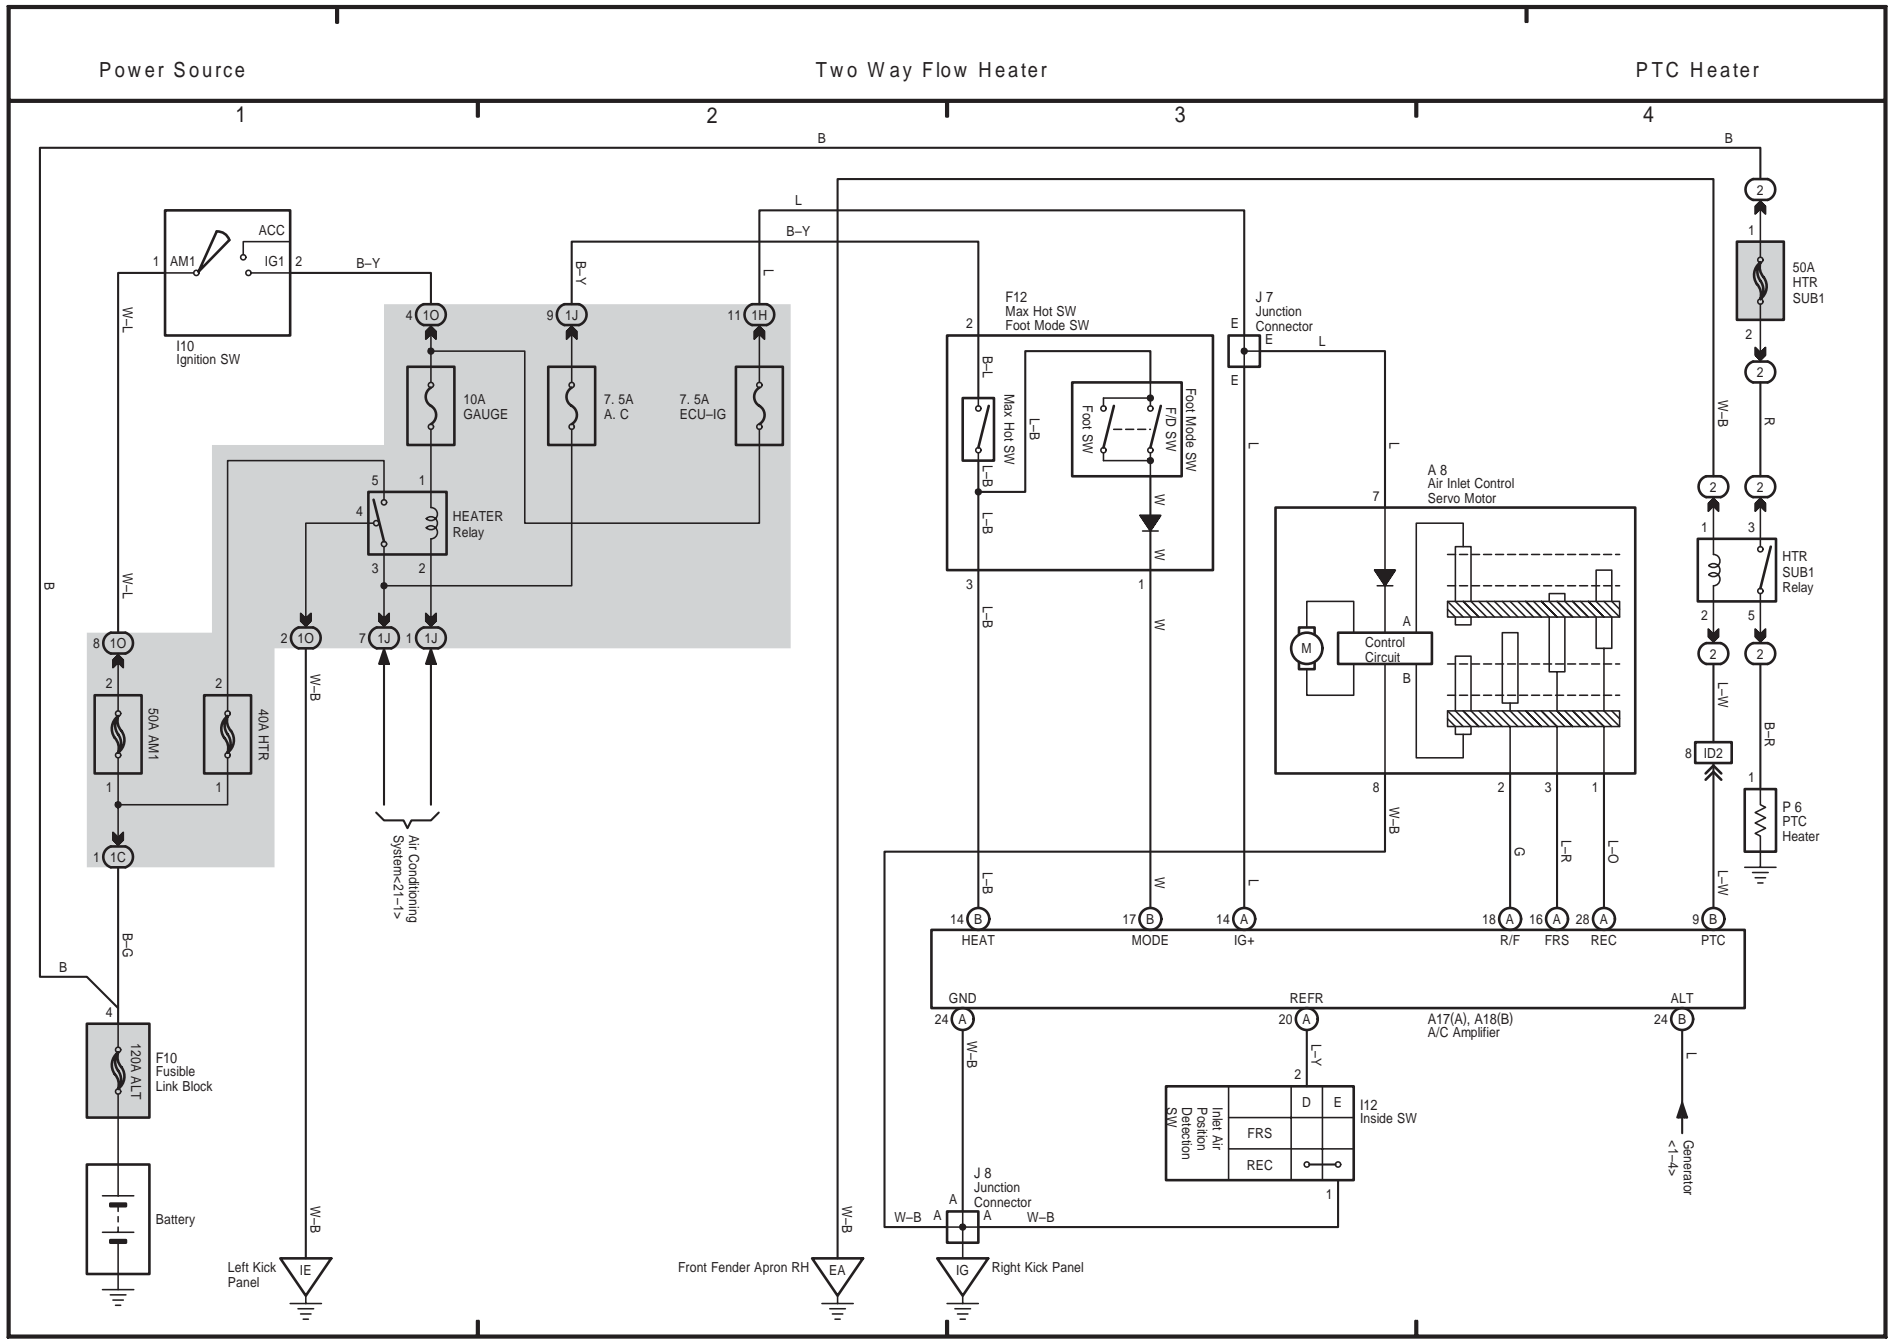 Power Source
Two Way Flow Heater
PTC Heater
1
2
3
4
B
B
L
B–Y
2
ACC
1
AM1
IG1
2
B–Y
I10
Ignition SW
W–L
W–L
B
B–Y
L
4
1O
9
1J
11
1H
10A
GAUGE
7. 5A
A. C
7. 5A
ECU–IG
5
1
4
HEATER
Relay
3
2
8
1O
2
1O
7
1J
1
1J
2
50A AM1
1
2
40A HTR
1
1
1C
W–B
Air Conditioning
System<21–1>
B–G
B
4
120A ALT
F10
Fusible
Link Block
Battery
W–B
Left Kick
Panel
IE
W–B
Front Fender Apron RH
EA
F12
Max Hot SW
Foot Mode SW
2
B–L
Max Hot SW
L–B
L–B
L–B
Foot SW
F/D SW
Foot Mode SW
W
W
3
1
L–B
W
L–B
W
J 7
Junction
Connector
E
E
E
L
L
L
L
A 8
Air Inlet Control
Servo Motor
7
M
Control
Circuit
A
B
8
2
3
1
W–B
G
L–R
L–O
1
50A
HTR
SUB1
2
2
W–B
R
2
2
1
3
HTR
SUB1
Relay
2
5
2
2
L–W
B–R
8
ID2
1
P 6
PTC
Heater
L–W
14
B
HEAT
17
B
MODE
14
A
IG+
18
A
R/F
16
A
FRS
28
A
REC
9
B
PTC
GND
REFR
ALT
24
A
20
A
24
B
A17(A), A18(B)
A/C Amplifier
W–B
L–Y
L
2
Inlet Air
Position
Detection
SW
D
E
FRS
REC
I12
Inside SW
1
Generator
<1–4>
J 8
Junction
Connector
A
W–B
A
A
W–B
IG
Right Kick Panel